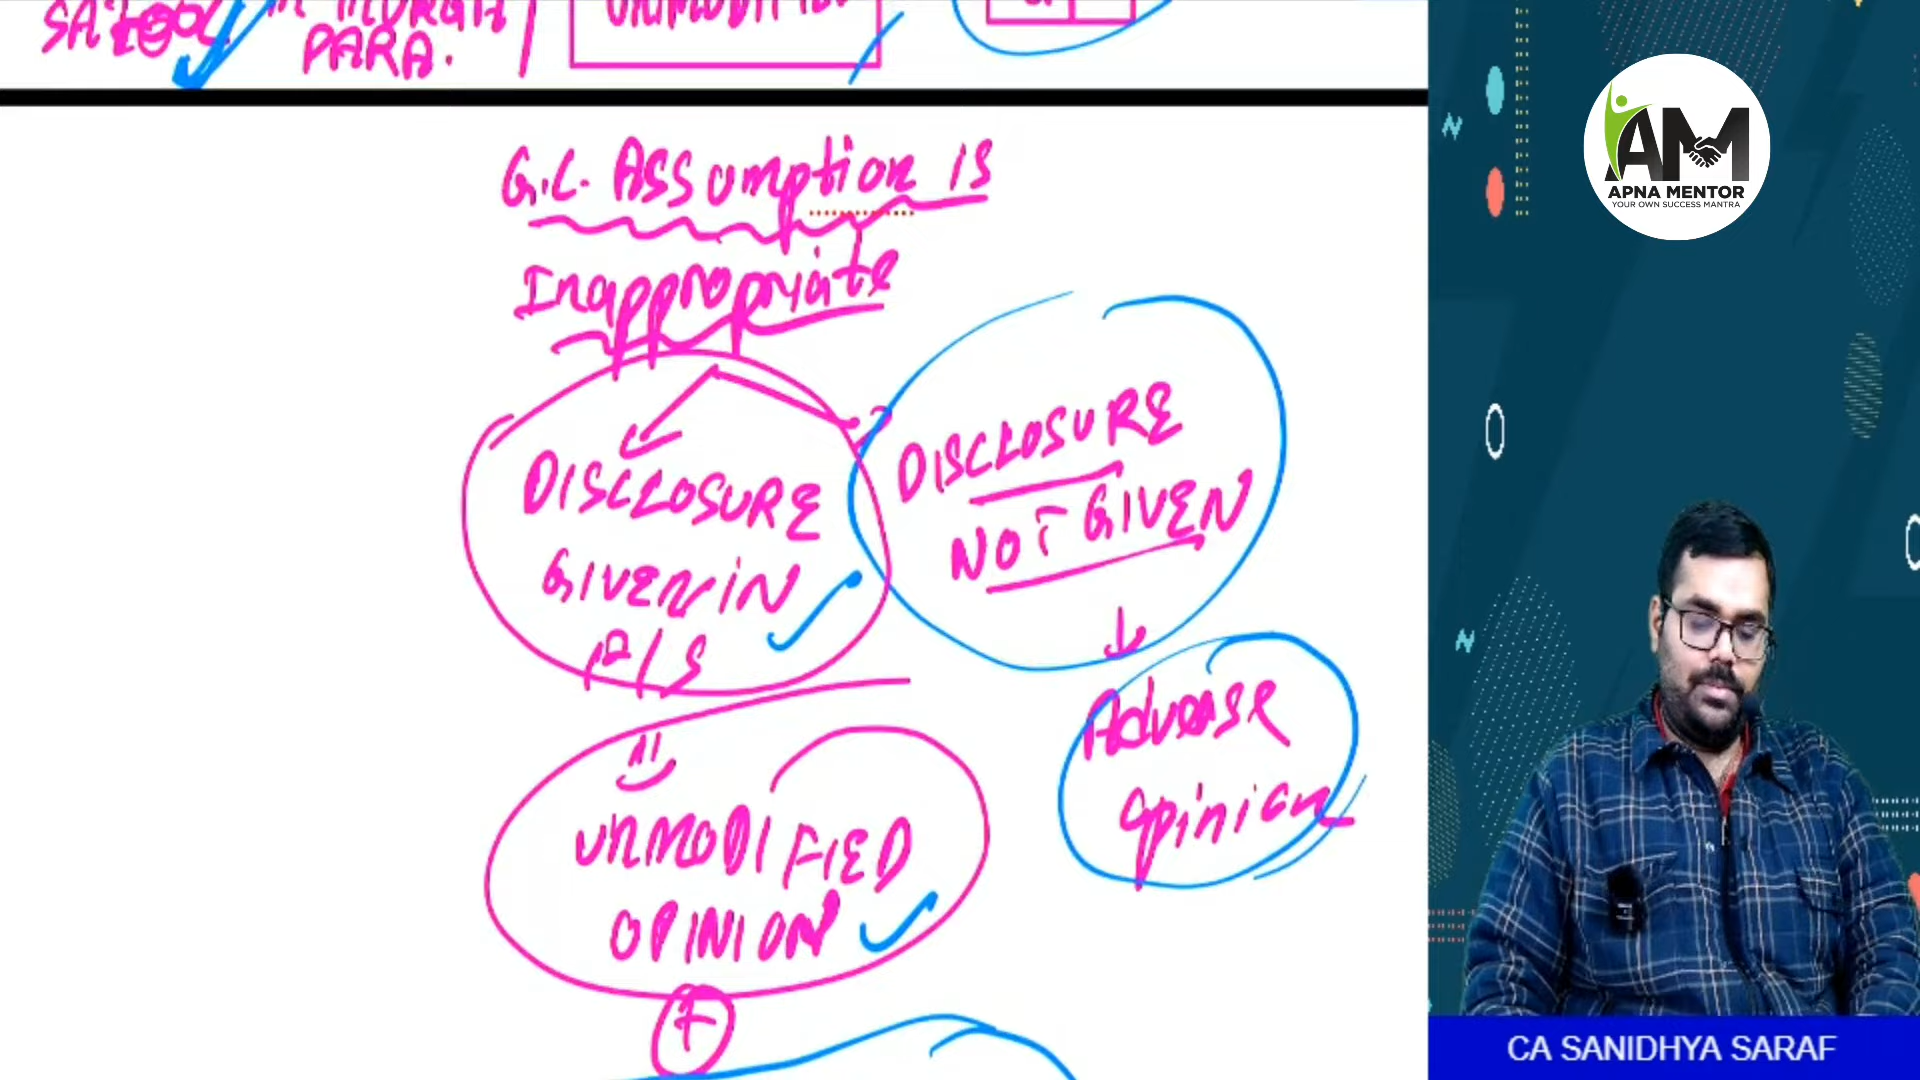 PARA.
G.C. Assumption is
Inappropriate
DISCLOSURE
GIVEN IN
F/S
DISCLOSURE
NOT GIVEN
UNMODIFIED
OPINION
+
Adverse
opinion
AM
APNA MENTOR
YOUR OWN SUCCESS MANTRA
CA SANIDHYA SARAF